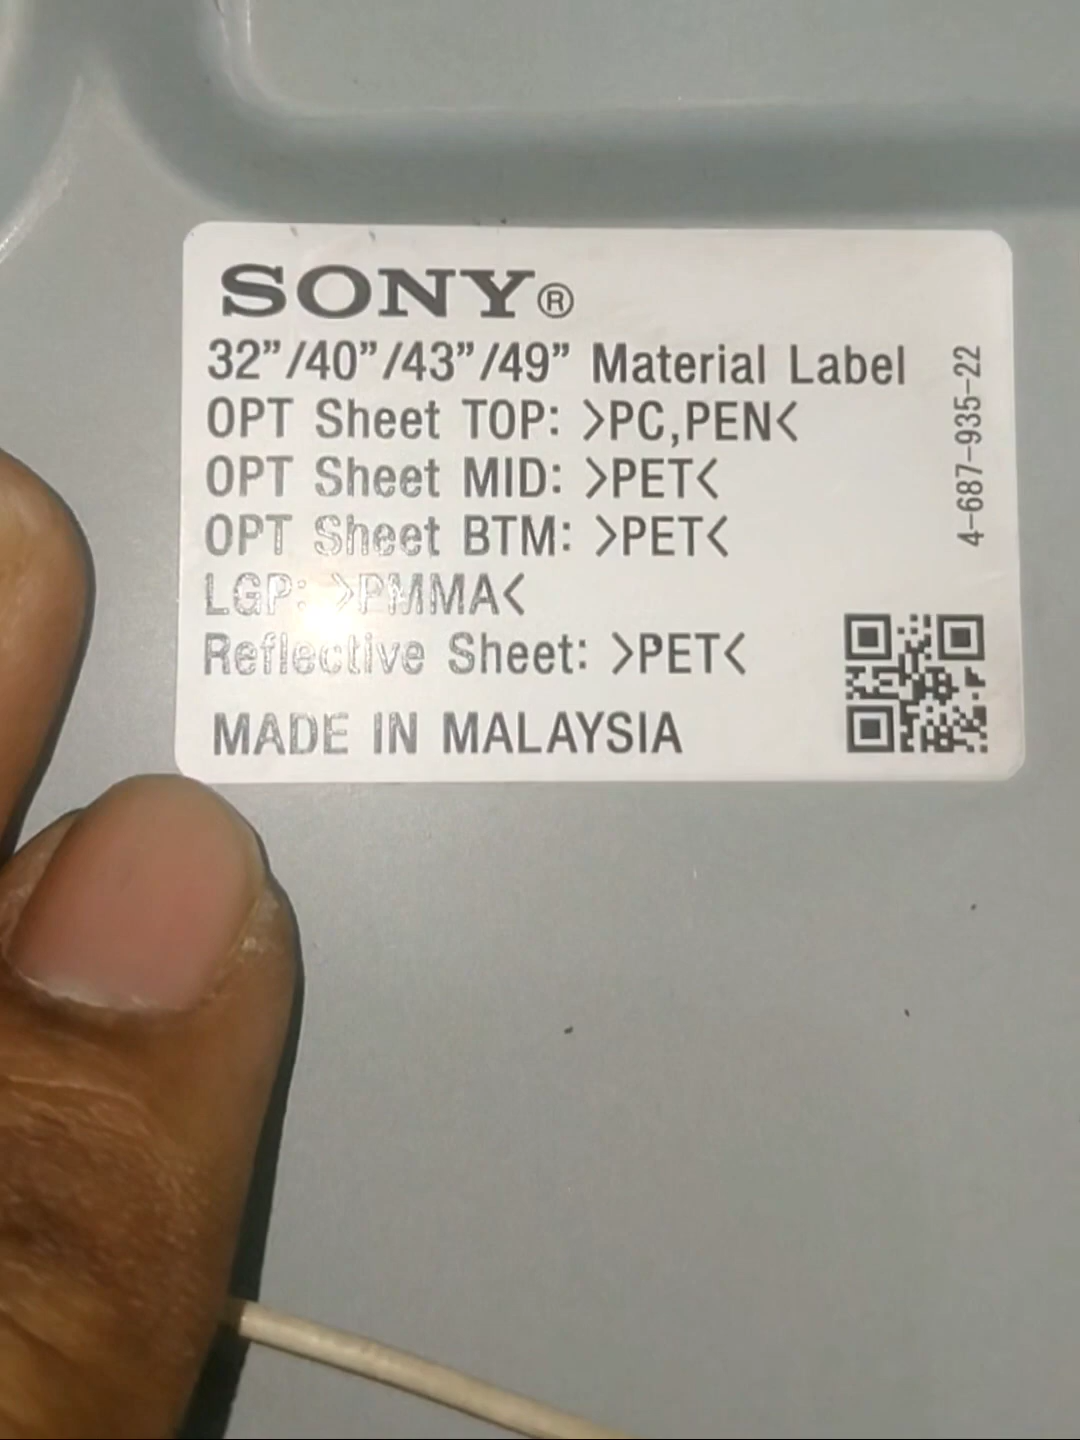 SONY®
32”/40”/43”/49” Material Label
OPT Sheet TOP: >PC,PEN<
OPT Sheet MID: >PET<
OPT Sheet BTM: >PET<
LGP: >PMMA<
Reflective Sheet: >PET<
MADE IN MALAYSIA
4-687-935-22